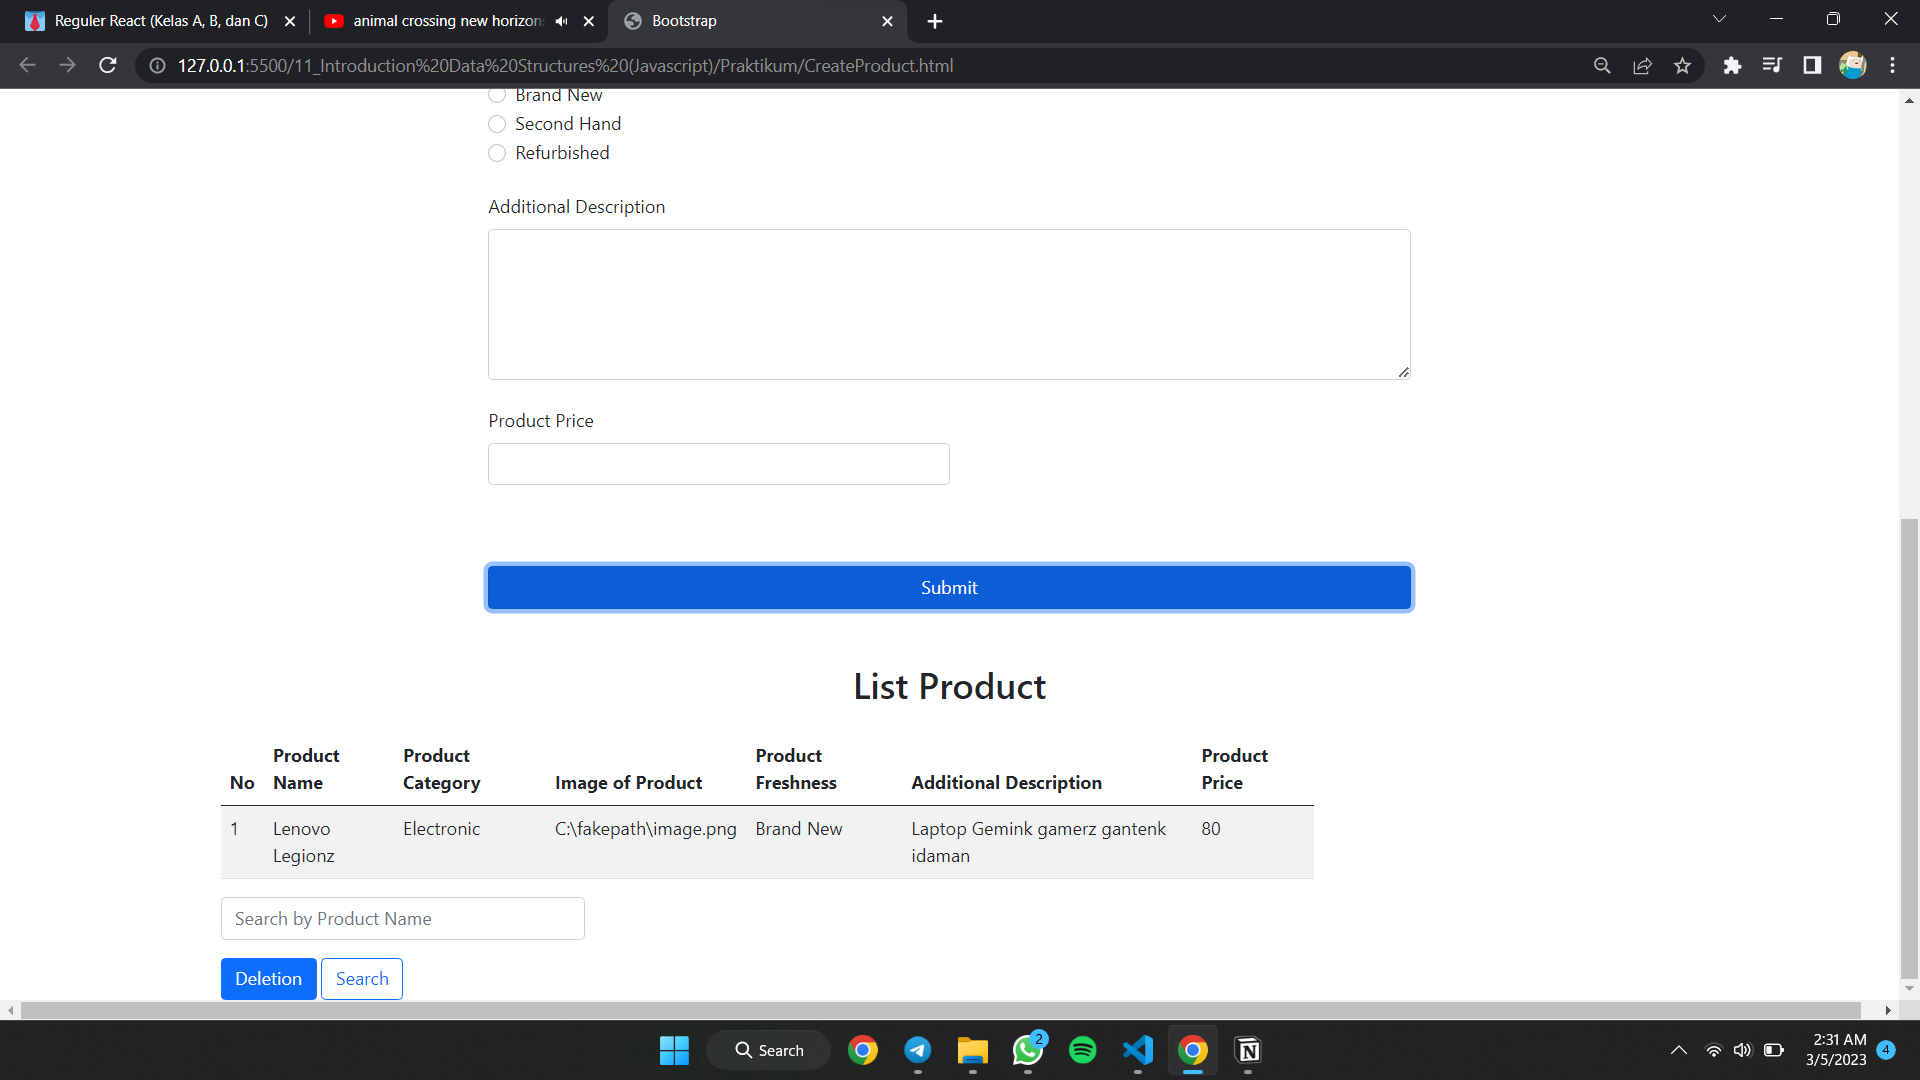 Reguler React (Kelas A, B, dan C)
animal crossing new horizons
Bootstrap
127.0.0.1:5500/11_Introduction%20Data%20Structures%20(Javascript)/Praktikum/CreateProduct.html
Brand New
Second Hand
Refurbished
Additional Description
Product Price
Submit
List Product
No Product Name Product Category Image of Product Product Freshness Additional Description Product Price
1 Lenovo Legionz Electronic C:\fakepath\image.png Brand New Laptop Gemink gamerz gantenk idaman 80
Search by Product Name
Deletion Search
Search
2
2:31 AM
3/5/2023
4